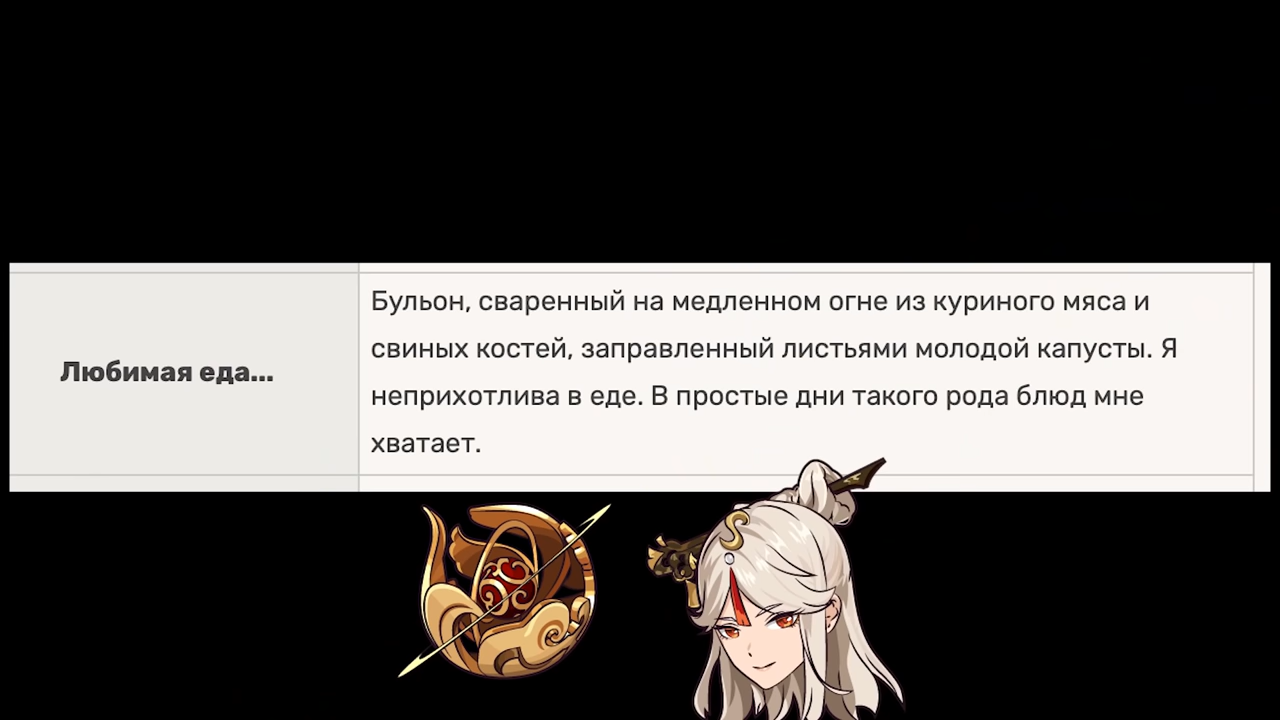 Любимая еда...
Бульон, сваренный на медленном огне из куриного мяса и
свиных костей, заправленный листьями молодой капусты. Я
неприхотлива в еде. В простые дни такого рода блюд мне
хватает.